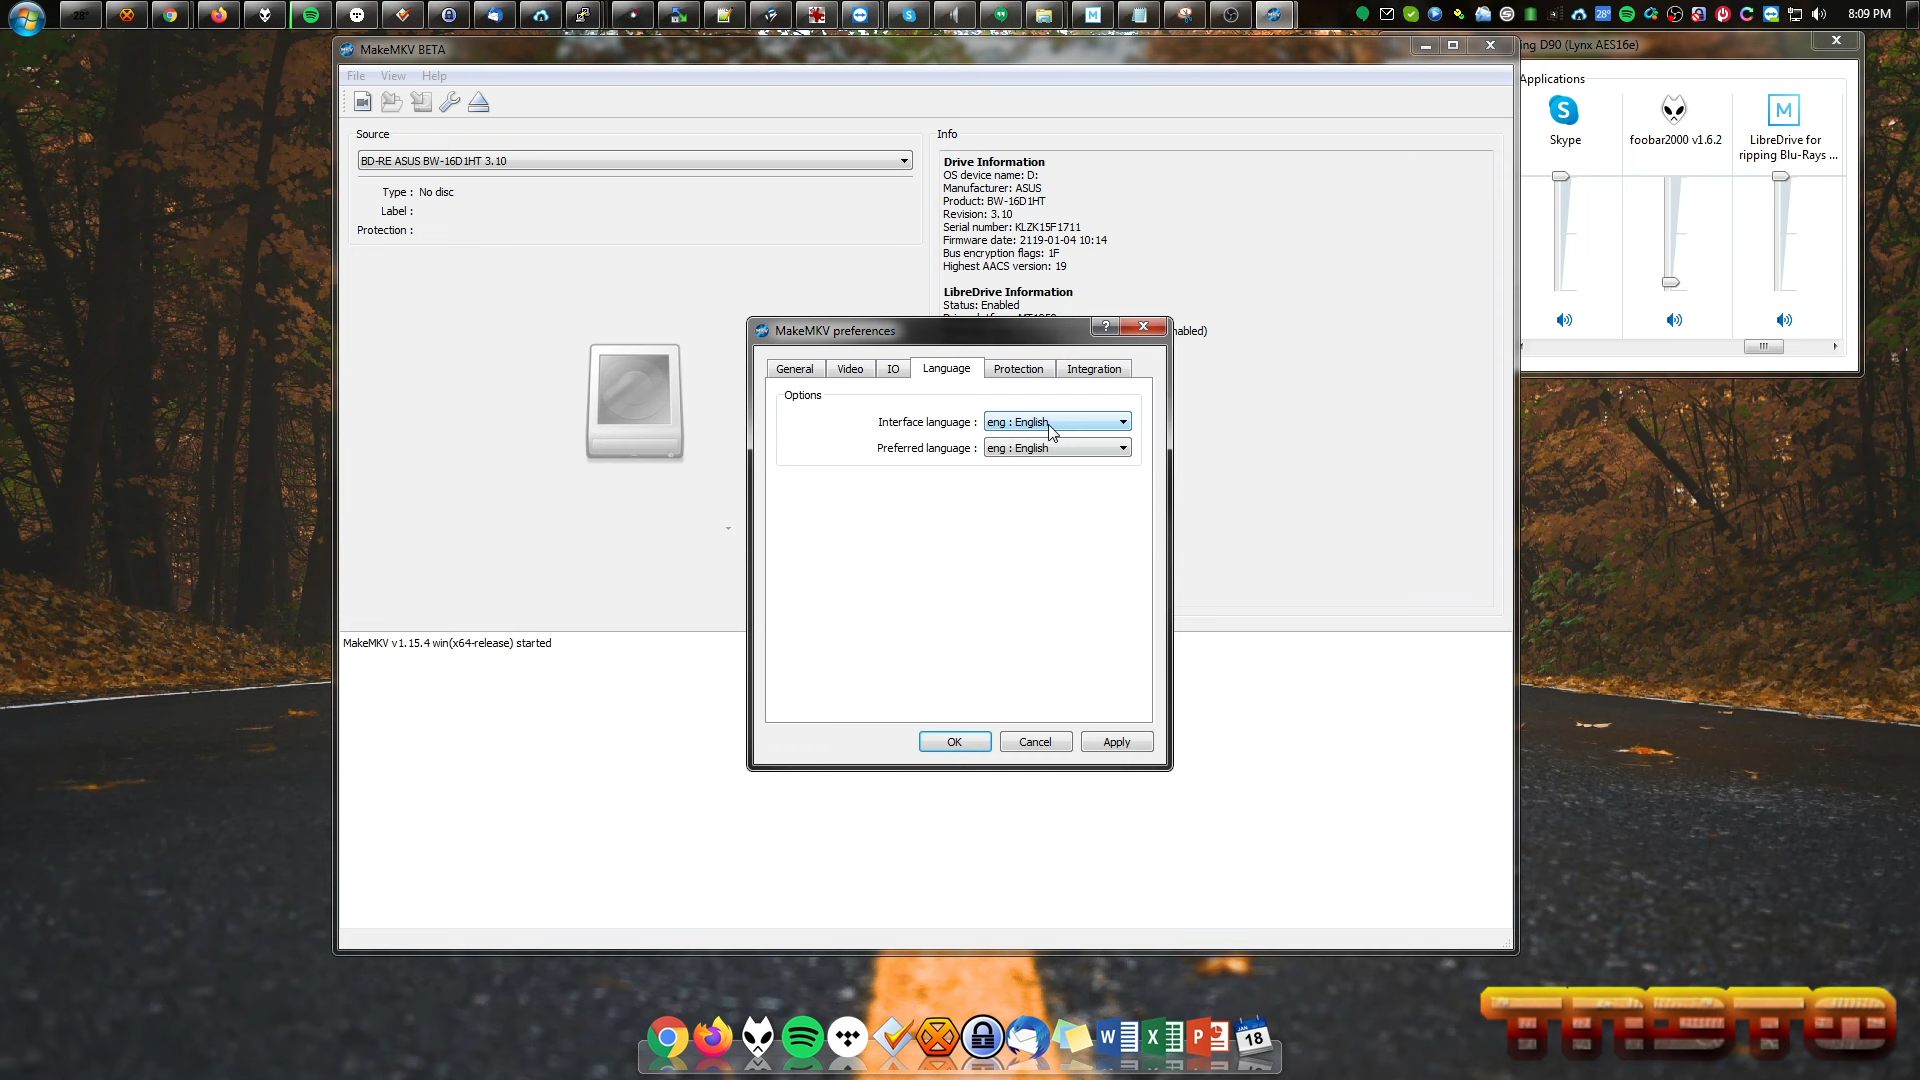 28°
28°
8:09 PM
MakeMKV BETA
File View Help
Source
BD-RE ASUS BW-16D1HT 3.10
Type : No disc
Label :
Protection :
Info
Drive Information
OS device name: D:
Manufacturer: ASUS
Product: BW-16D1HT
Revision: 3.10
Serial number: KLZK15F1711
Firmware date: 2119-01-04 10:14
Bus encryption flags: 1F
Highest AACS version: 19
LibreDrive Information
Status: Enabled
nabled)
MakeMKV preferences
General Video IO Language Protection Integration
Options
Interface language : eng : English
Preferred language : eng : English
OK Cancel Apply
MakeMKV v1.15.4 win(x64-release) started
ing D90 (Lynx AES16e)
Applications
Skype
foobar2000 v1.6.2
LibreDrive for
ripping Blu-Rays ...
JAN
18